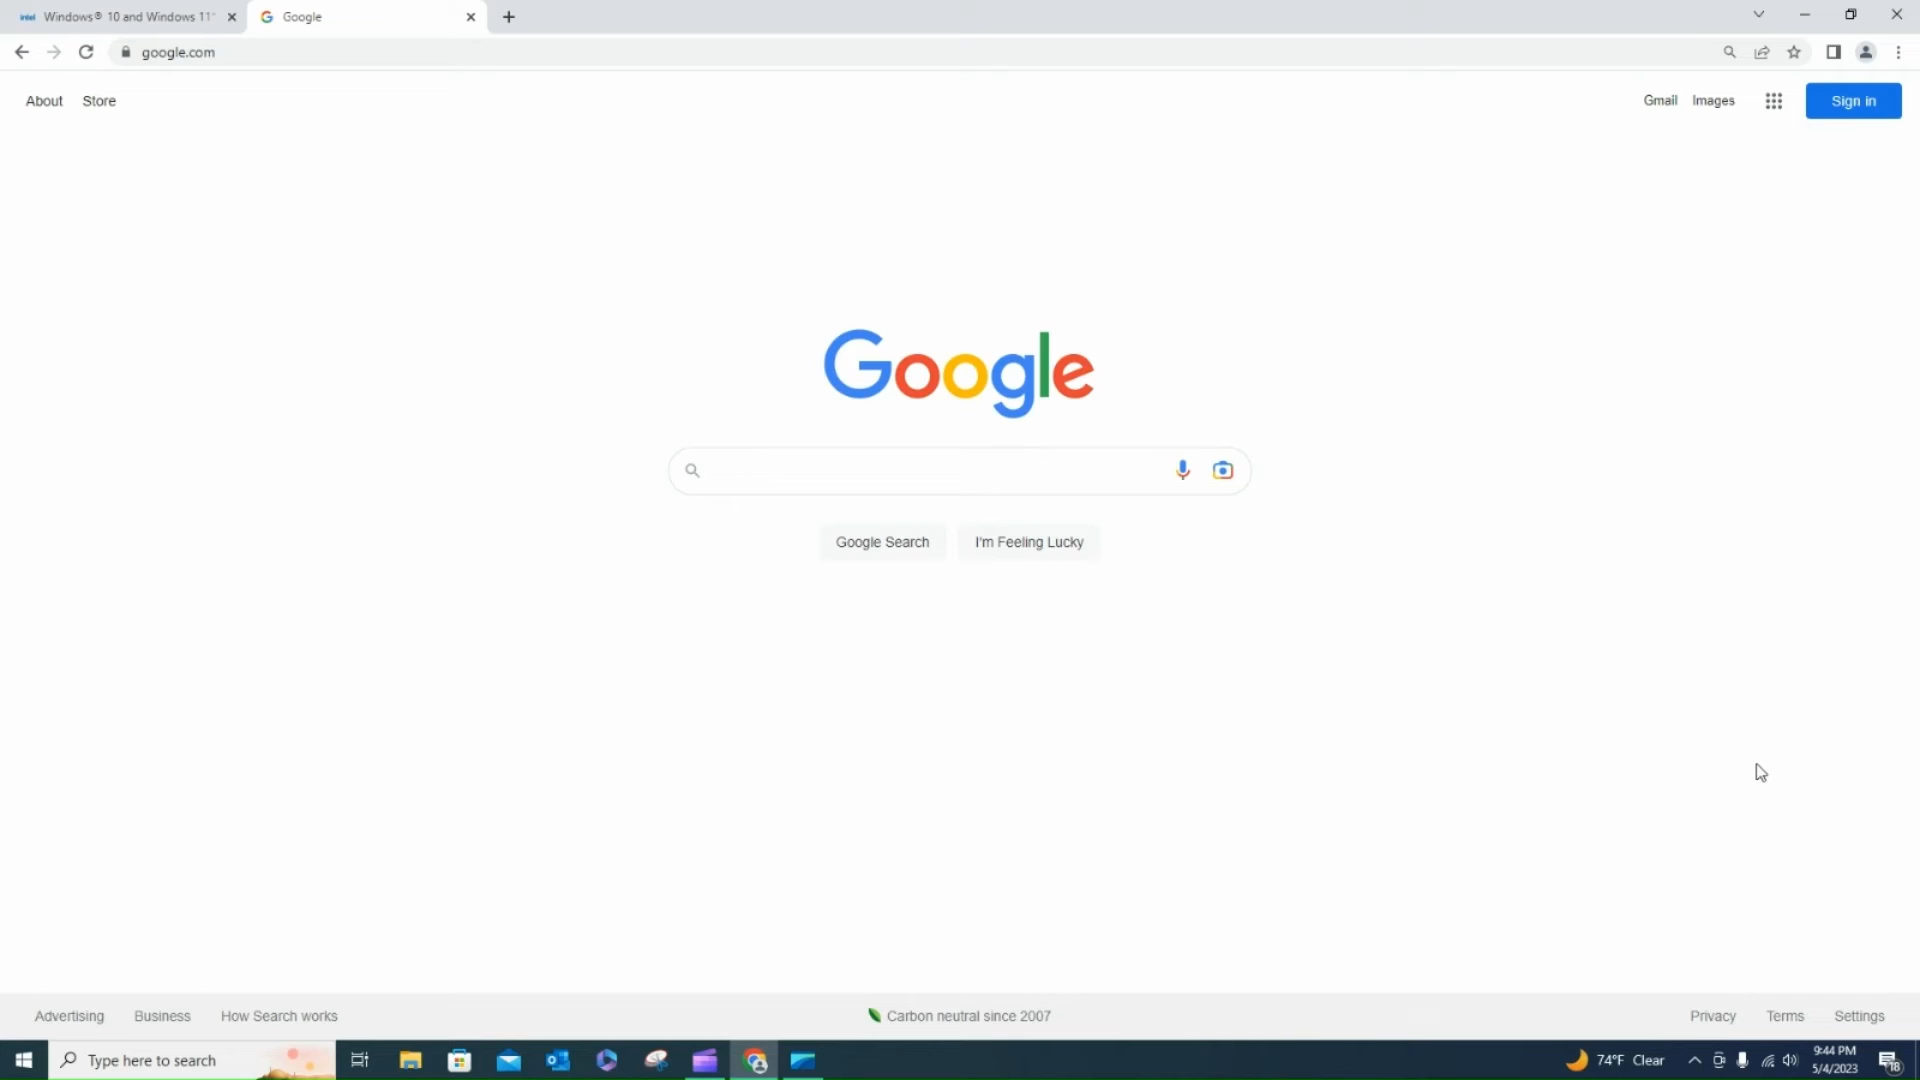 intel Windows® 10 and Windows 11
Google
google.com
About Store
Gmail Images Sign in
Google
Google Search I'm Feeling Lucky
Advertising Business How Search works
Carbon neutral since 2007
Privacy Terms Settings
Type here to search
74°F Clear
9:44 PM
5/4/2023
18